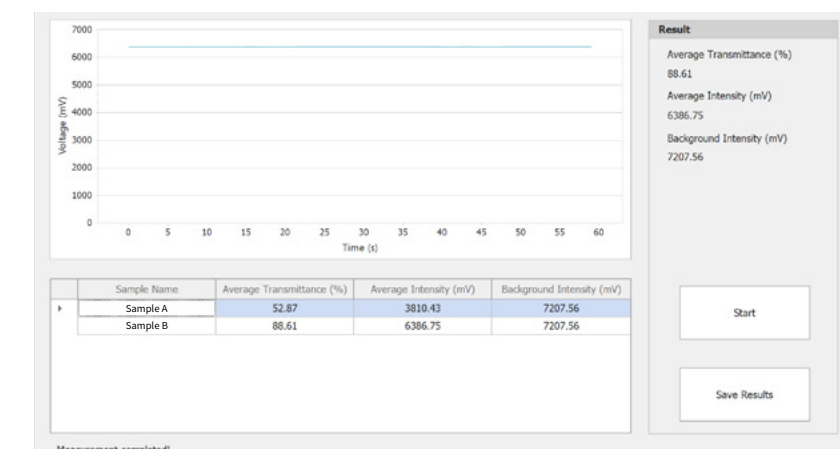 7000
6000
5000
4000
3000
2000
1000
0
Voltage (mV)
0 5 10 15 20 25 30 35 40 45 50 55 60
Time (s)
Result
Average Transmittance (%)
88.61
Average Intensity (mV)
6386.75
Background Intensity (mV)
7207.56
Sample Name Average Transmittance (%) Average Intensity (mV) Background Intensity (mV)
Sample A 52.87 3810.43 7207.56
Sample B 88.61 6386.75 7207.56
Start
Save Results
Measurement completed!